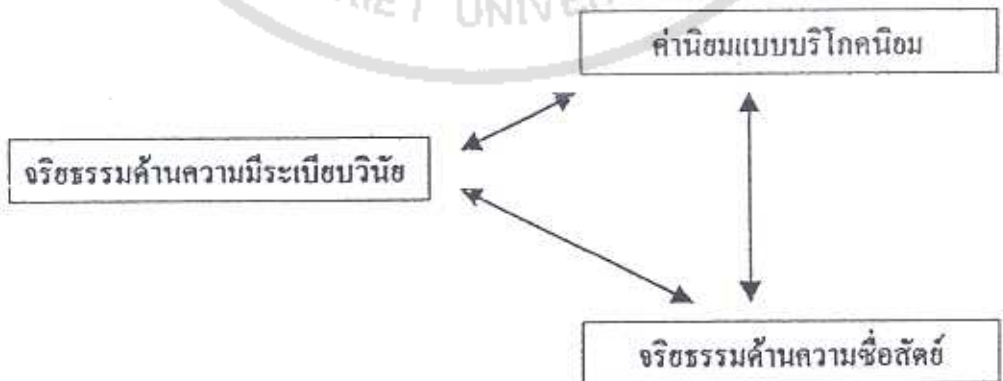 ค่านิยมแบบบริโภคนิยม
จริยธรรมด้านความมีระเบียบวินัย
จริยธรรมด้านความซื่อสัตย์